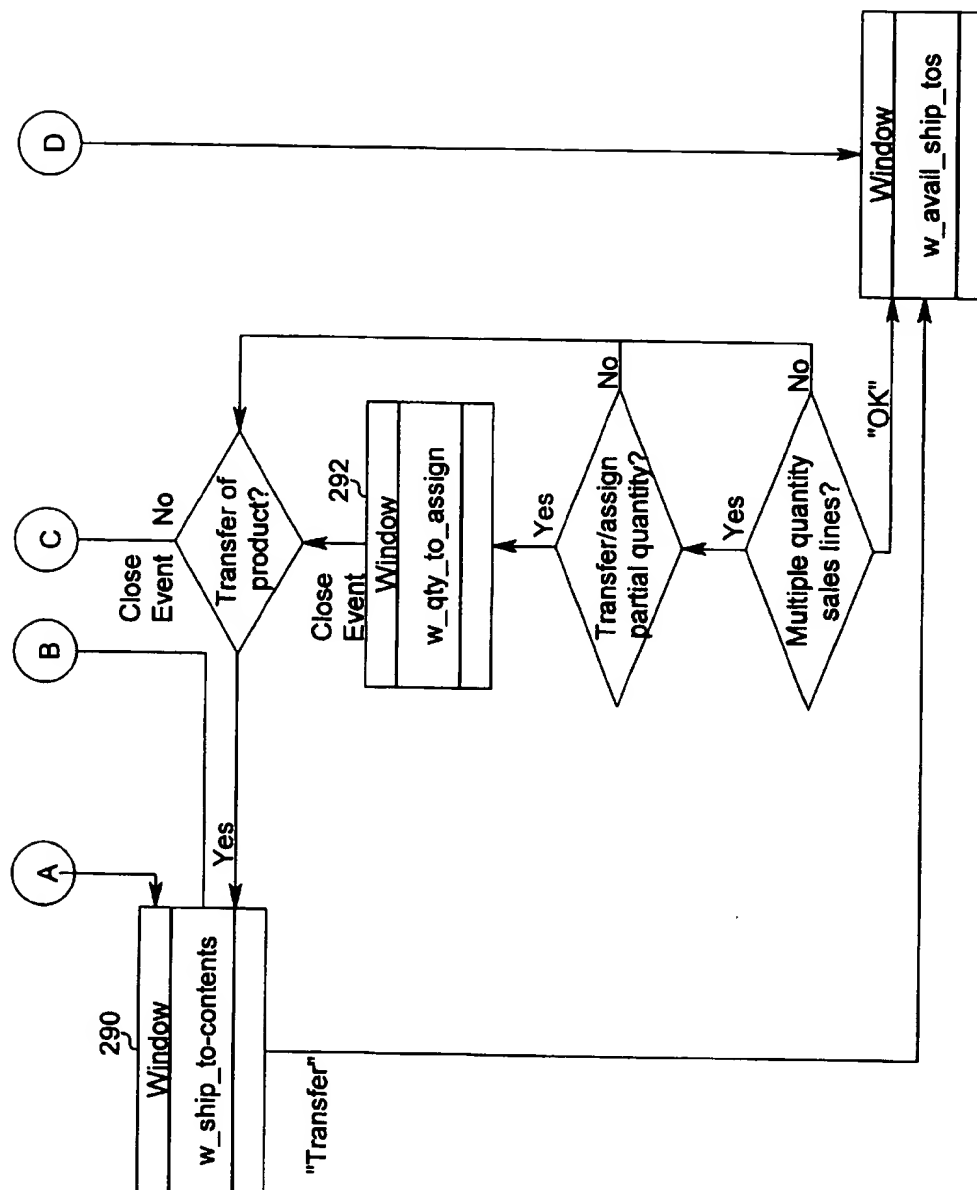 A
B
C
D
290
Window
w_ship_to-contents
"Transfer"
Yes
Close
Event
No
Transfer of
product?
Close
Event
292
Window
w_qty_to_assign
Yes
Transfer/assign
partial quantity?
No
Yes
Multiple quantity
sales lines?
No
"OK"
Window
w_avail_ship_tos